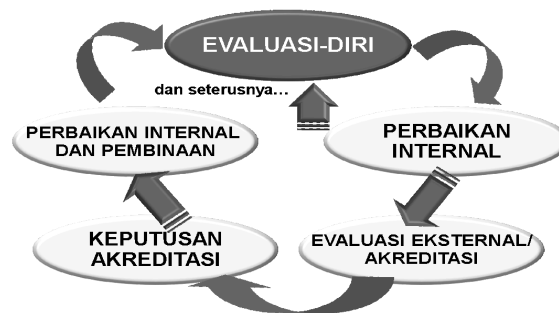 EVALUASI-DIRI
dan seterusnya...
PERBAIKAN
INTERNAL
EVALUASI EKSTERNAL/
AKREDITASI
KEPUTUSAN
AKREDITASI
PERBAIKAN INTERNAL
DAN PEMBINAAN